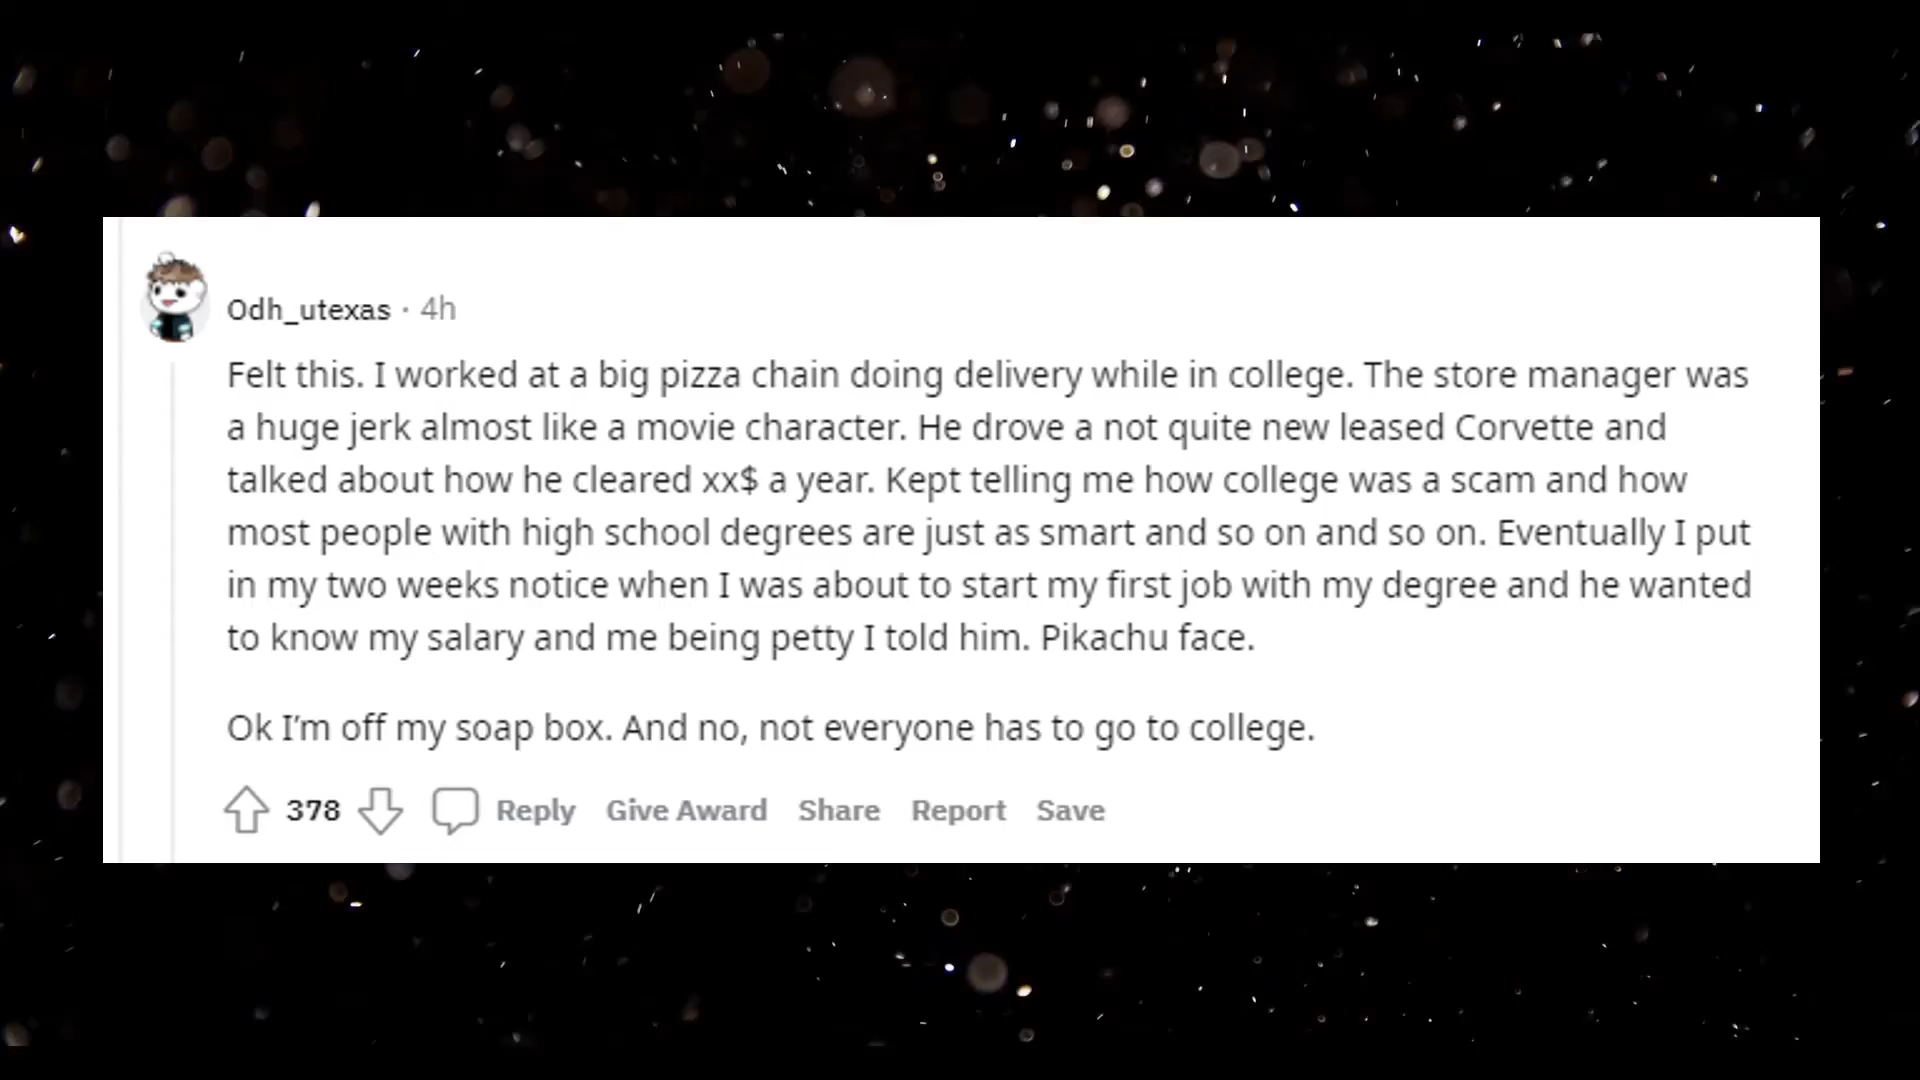 Odh_utexas · 4h
Felt this. I worked at a big pizza chain doing delivery while in college. The store manager was
a huge jerk almost like a movie character. He drove a not quite new leased Corvette and
talked about how he cleared xx$ a year. Kept telling me how college was a scam and how
most people with high school degrees are just as smart and so on and so on. Eventually I put
in my two weeks notice when I was about to start my first job with my degree and he wanted
to know my salary and me being petty I told him. Pikachu face.
Ok I’m off my soap box. And no, not everyone has to go to college.
378 Reply Give Award Share Report Save